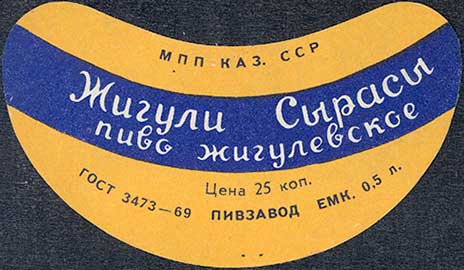 МПП КАЗ. ССР
Жигули Сырасы
пиво жигулевское
Цена 25 коп.
ГОСТ 3473—69 ПИВЗАВОД ЕМК. 0,5 л.